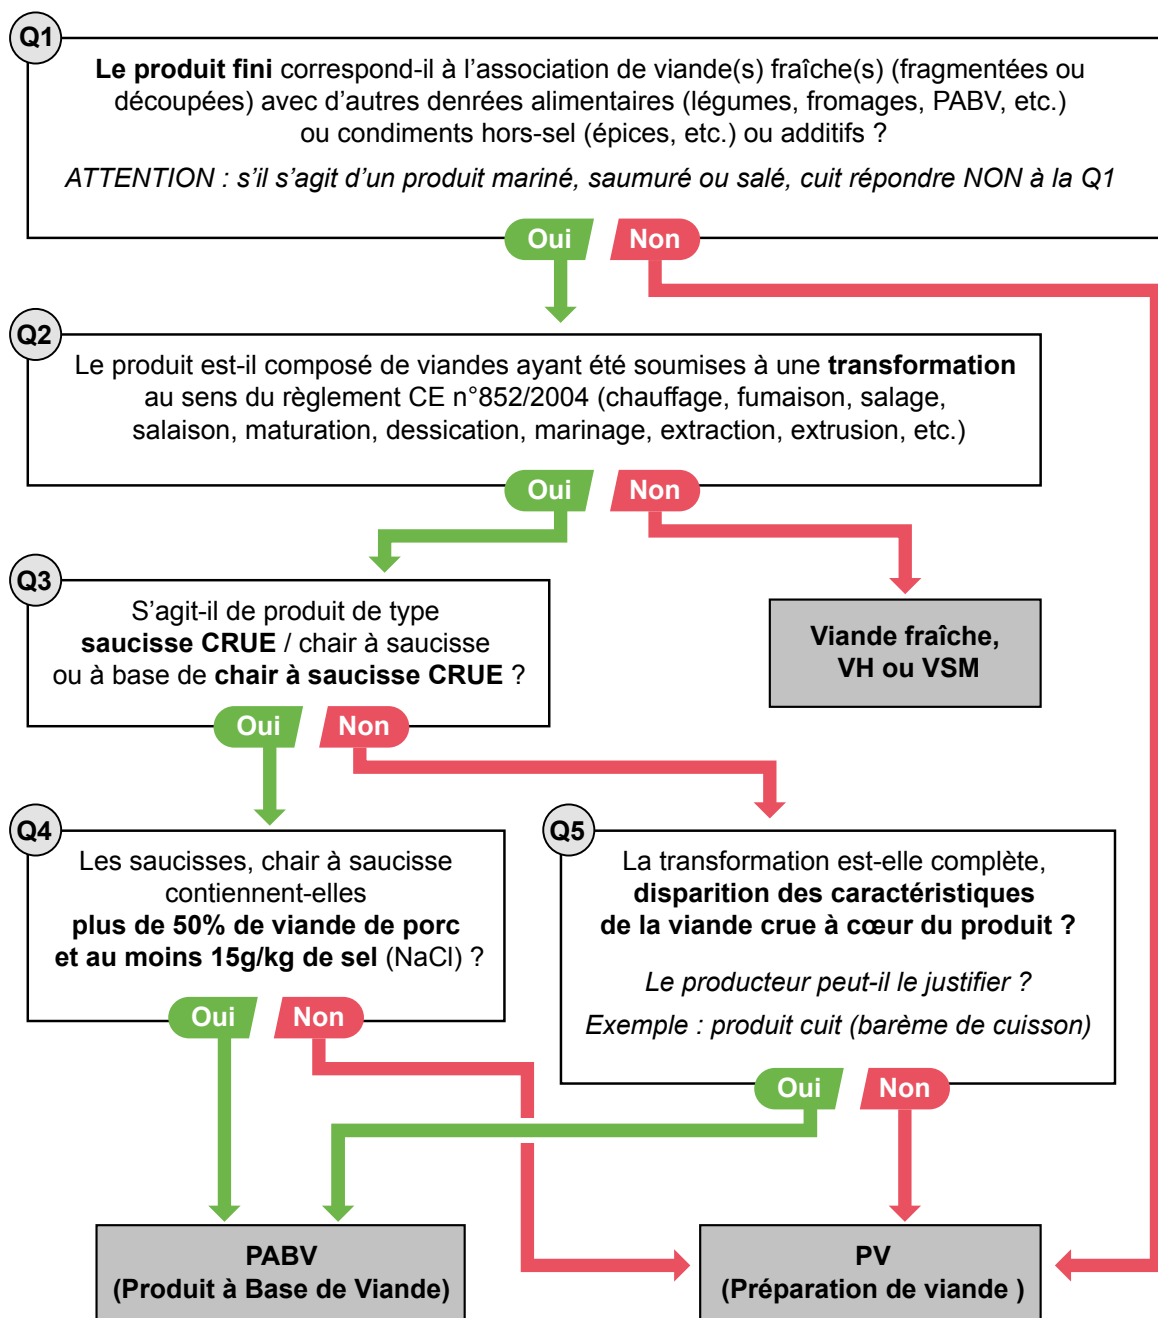 Q1
Le produit fini correspond-il à l’association de viande(s) fraîche(s) (fragmentées ou
découpées) avec d’autres denrées alimentaires (légumes, fromages, PABV, etc.)
ou condiments hors-sel (épices, etc.) ou additifs ?
ATTENTION : s’il s’agit d’un produit mariné, saumuré ou salé, cuit répondre NON à la Q1
Oui
Non
Q2
Le produit est-il composé de viandes ayant été soumises à une transformation
au sens du règlement CE n°852/2004 (chauffage, fumaison, salage,
salaison, maturation, dessication, marinage, extraction, extrusion, etc.)
Oui
Non
Q3
S’agit-il de produit de type
saucisse CRUE / chair à saucisse
ou à base de chair à saucisse CRUE ?
Oui
Non
Viande fraîche,
VH ou VSM
Q4
Les saucisses, chair à saucisse
contiennent-elles
plus de 50% de viande de porc
et au moins 15g/kg de sel (NaCl) ?
Oui
Non
Q5
La transformation est-elle complète,
disparition des caractéristiques
de la viande crue à cœur du produit ?
Le producteur peut-il le justifier ?
Exemple : produit cuit (barème de cuisson)
Oui
Non
PABV
(Produit à Base de Viande)
PV
(Préparation de viande )